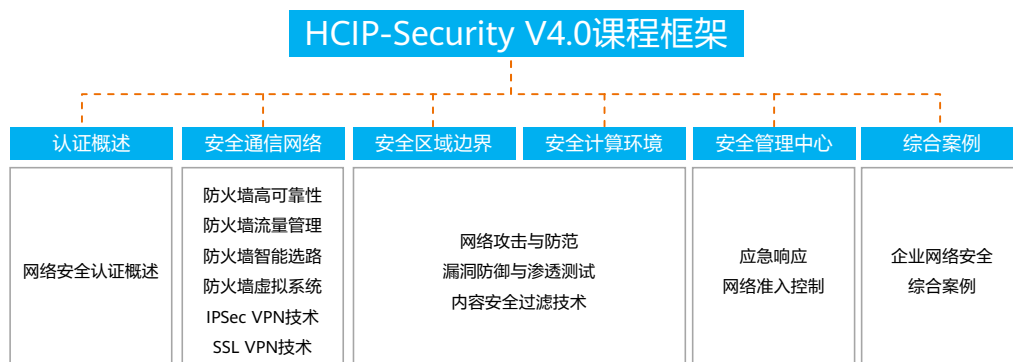 HCIP-Security V4.0课程框架
认证概述
安全通信网络
安全区域边界
安全计算环境
安全管理中心
综合案例
网络安全认证概述
防火墙高可靠性
防火墙流量管理
防火墙智能选路
防火墙虚拟系统
IPSec VPN技术
SSL VPN技术
网络攻击与防范
漏洞防御与渗透测试
内容安全过滤技术
应急响应
网络准入控制
企业网络安全
综合案例